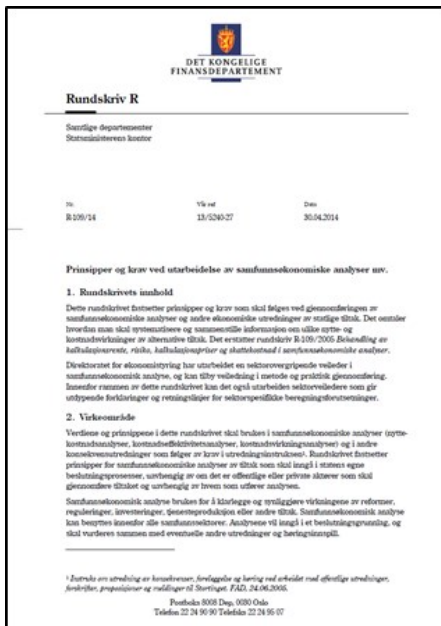 DET KONGELIGE
FINANSDEPARTEMENT
Rundskriv R
Samtlige departementer
Statsministerens kontor
Nr. Vår ref Dato
R-109/14 13/5240-27 30.04.2014
Prinsipper og krav ved utarbeidelse av samfunnsøkonomiske analyser mv.
1. Rundskrivets innhold
Dette rundskrivet fastsetter prinsipper og krav som skal følges ved gjennomføringen av
samfunnsøkonomiske analyser og andre økonomiske utredninger av statlige tiltak. Det omtaler
hvordan man skal systematisere og sammenstille informasjon om ulike nytte- og
kostnadsvirkninger av alternative tiltak. Det erstatter rundskriv R-109/2005 Behandling av
kalkulasjonsrente, risiko, kalkulasjonspriser og skattekostnad i samfunnsøkonomiske analyser.
Direktoratet for økonomistyring har utarbeidet en sektorovergripende veileder i
samfunnsøkonomisk analyse, og kan tilby veiledning i metode og praktisk gjennomføring.
Innenfor rammen av dette rundskrivet kan det også utarbeides sektorveiledere som gir
utdypende forklaringer og retningslinjer for sektorspesifikke beregningsforutsetninger.
2. Virkeområde
Verdiene og prinsippene i dette rundskrivet skal brukes i samfunnsøkonomiske analyser (nytte-
kostnadsanalyser, kostnadseffektivitetsanalyser, kostnadsvirkningsanalyser) og i andre
konsekvensutredninger som følger av krav i utredningsinstruksen¹. Rundskrivet fastsetter
prinsipper for samfunnsøkonomiske analyser av tiltak som skal inngå i statens egne
beslutningsprosesser, uavhengig av om det er offentlige eller private aktører som skal
gjennomføre tiltaket og uavhengig av hvem som utfører analysen.
Samfunnsøkonomisk analyse brukes for å klarlegge og synliggjøre virkningene av reformer,
reguleringer, investeringer, tjenesteproduksjon eller andre tiltak. Samfunnsøkonomisk analyse
kan benyttes innenfor alle samfunnssektorer. Analysene vil inngå i et beslutningsgrunnlag, og
skal vurderes sammen med eventuelle andre utredninger og høringsinnspill.
¹ Instruks om utredning av konsekvenser, foreleggelse og høring ved arbeidet med offentlige utredninger,
forskrifter, proposisjoner og meldinger til Stortinget. FAD, 24.06.2005.
Postboks 8008 Dep, 0030 Oslo
Telefon 22 24 90 90 Telefaks 22 24 95 07